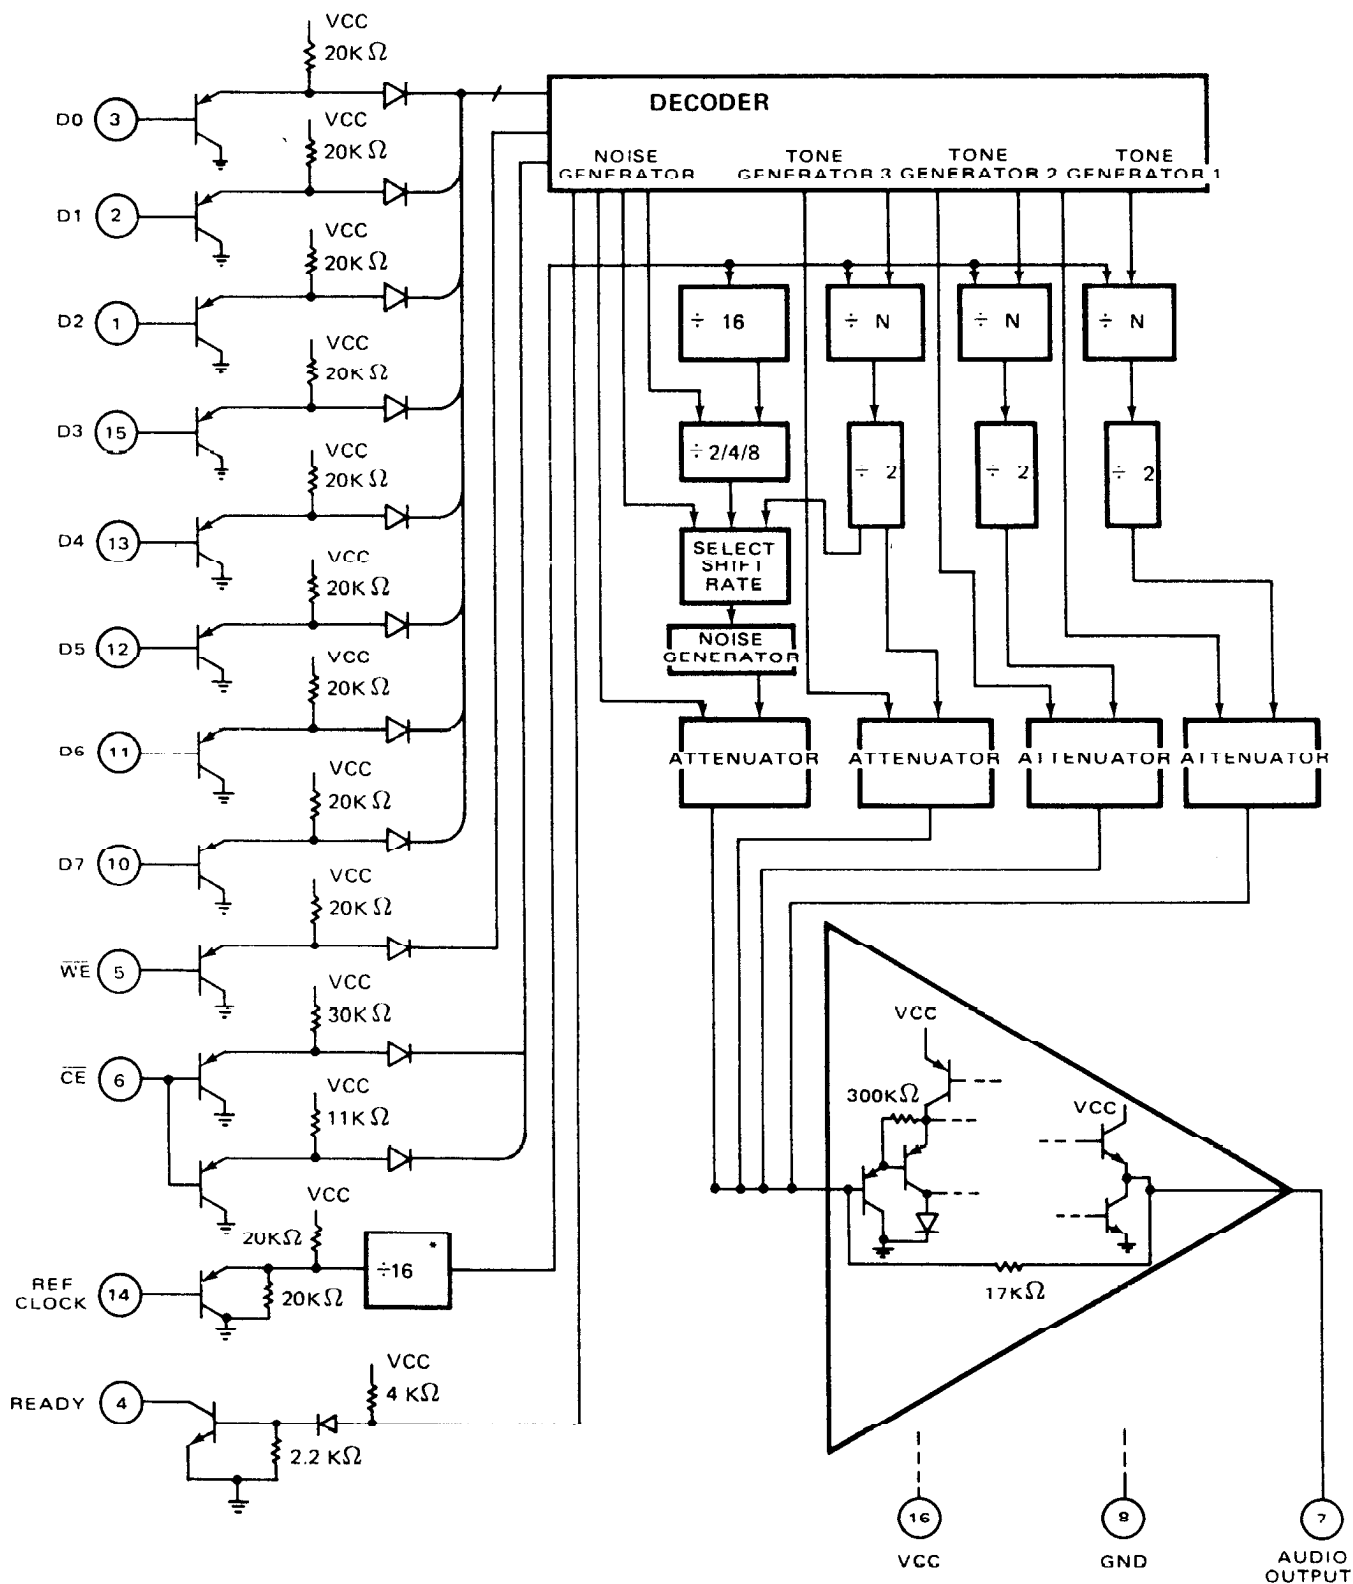 VCC
20K Ω
D0 3
VCC
20K Ω
D1 2
VCC
20K Ω
D2 1
VCC
20K Ω
D3 15
VCC
20K Ω
D4 13
VCC
20K Ω
D5 12
VCC
20K Ω
D6 11
VCC
20K Ω
D7 10
VCC
20K Ω
WE 5
VCC
30K Ω
CE 6
VCC
11K Ω
VCC
20KΩ
÷16 *
REF
CLOCK 14
20KΩ
VCC
4 KΩ
READY 4
2.2 KΩ
DECODER
NOISE
GENERATOR
TONE
GENERATOR 3
TONE
GENERATOR 2
TONE
GENERATOR 1
÷ 16
÷ N
÷ N
÷ N
÷ 2/4/8
÷ 2
÷ 2
÷ 2
SELECT
SHIFT
RATE
NOISE
GENERATOR
ATTENUATOR
ATTENUATOR
ATTENUATOR
ATTENUATOR
VCC
300KΩ
VCC
17KΩ
16
VCC
8
GND
7
AUDIO
OUTPUT